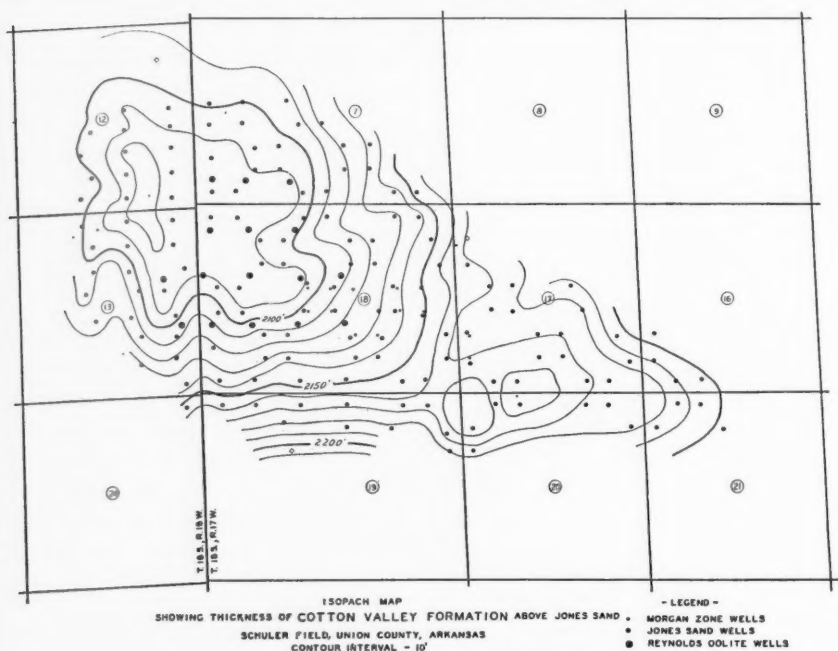 12
1
8
9
13
18
17
16
2100'
2150'
2200'
19
20
21
T. 18 S., R. 18 W.
T. 18 S., R. 17 W.
ISOPACH MAP
SHOWING THICKNESS OF COTTON VALLEY FORMATION ABOVE JONES SAND
SCHULER FIELD, UNION COUNTY, ARKANSAS
CONTOUR INTERVAL - 10'
- LEGEND -
MORGAN ZONE WELLS
JONES SAND WELLS
REYNOLDS OOLITE WELLS